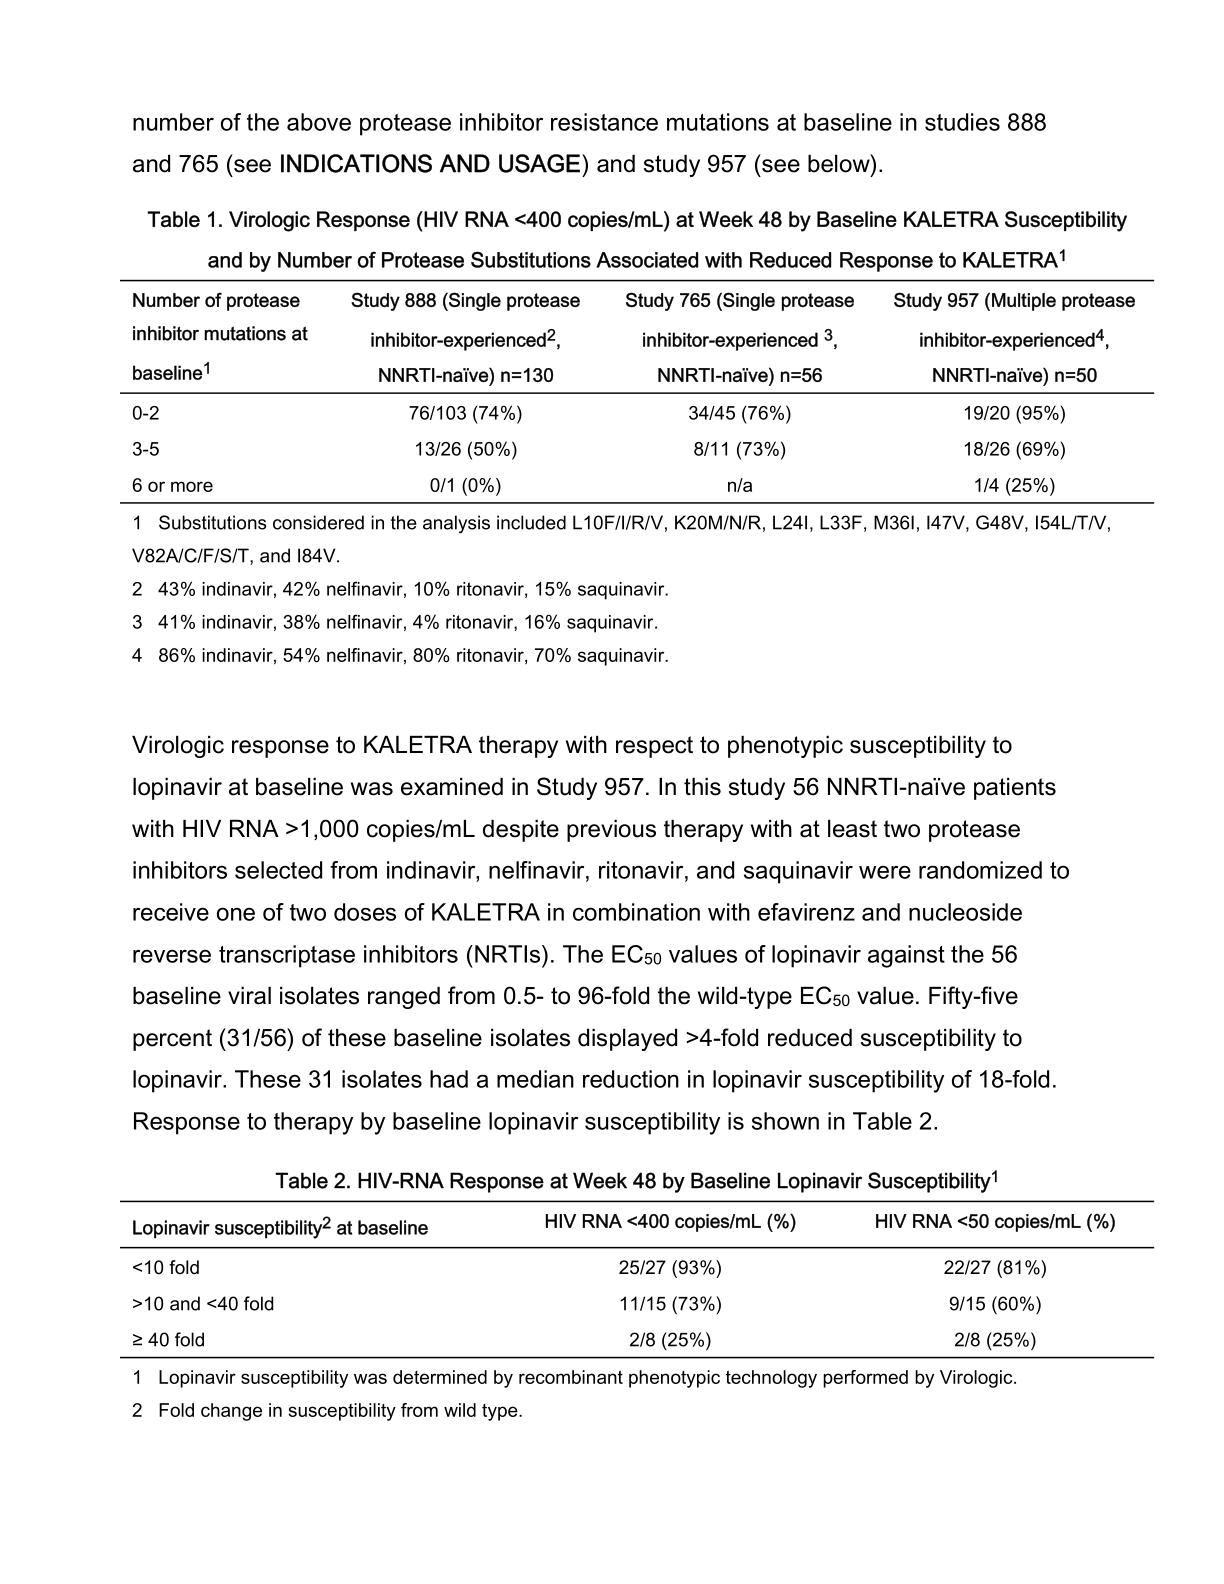 number of the above protease inhibitor resistance mutations at baseline in studies 888
and 765 (see INDICATIONS AND USAGE) and study 957 (see below).
Table 1. Virologic Response (HIV RNA <400 copies/mL) at Week 48 by Baseline KALETRA Susceptibility
and by Number of Protease Substitutions Associated with Reduced Response to KALETRA1
Number of protease Study 888 (Single protease Study 765 (Single protease Study 957 (Multiple protease
inhibitor mutations at inhibitor-experienced2, inhibitor-experienced 3, inhibitor-experienced4,
baseline1 NNRTI-naïve) n=130 NNRTI-naïve) n=56 NNRTI-naïve) n=50
0-2 76/103 (74%) 34/45 (76%) 19/20 (95%)
3-5 13/26 (50%) 8/11 (73%) 18/26 (69%)
6 or more 0/1 (0%) n/a 1/4 (25%)
1 Substitutions considered in the analysis included L10F/I/R/V, K20M/N/R, L24I, L33F, M36I, I47V, G48V, I54L/T/V,
V82A/C/F/S/T, and I84V.
2 43% indinavir, 42% nelfinavir, 10% ritonavir, 15% saquinavir.
3 41% indinavir, 38% nelfinavir, 4% ritonavir, 16% saquinavir.
4 86% indinavir, 54% nelfinavir, 80% ritonavir, 70% saquinavir.
Virologic response to KALETRA therapy with respect to phenotypic susceptibility to
lopinavir at baseline was examined in Study 957. In this study 56 NNRTI-naïve patients
with HIV RNA >1,000 copies/mL despite previous therapy with at least two protease
inhibitors selected from indinavir, nelfinavir, ritonavir, and saquinavir were randomized to
receive one of two doses of KALETRA in combination with efavirenz and nucleoside
reverse transcriptase inhibitors (NRTIs). The EC50 values of lopinavir against the 56
baseline viral isolates ranged from 0.5- to 96-fold the wild-type EC50 value. Fifty-five
percent (31/56) of these baseline isolates displayed >4-fold reduced susceptibility to
lopinavir. These 31 isolates had a median reduction in lopinavir susceptibility of 18-fold.
Response to therapy by baseline lopinavir susceptibility is shown in Table 2.
Table 2. HIV-RNA Response at Week 48 by Baseline Lopinavir Susceptibility1
Lopinavir susceptibility2 at baseline HIV RNA <400 copies/mL (%) HIV RNA <50 copies/mL (%)
<10 fold 25/27 (93%) 22/27 (81%)
>10 and <40 fold 11/15 (73%) 9/15 (60%)
≥ 40 fold 2/8 (25%) 2/8 (25%)
1 Lopinavir susceptibility was determined by recombinant phenotypic technology performed by Virologic.
2 Fold change in susceptibility from wild type.